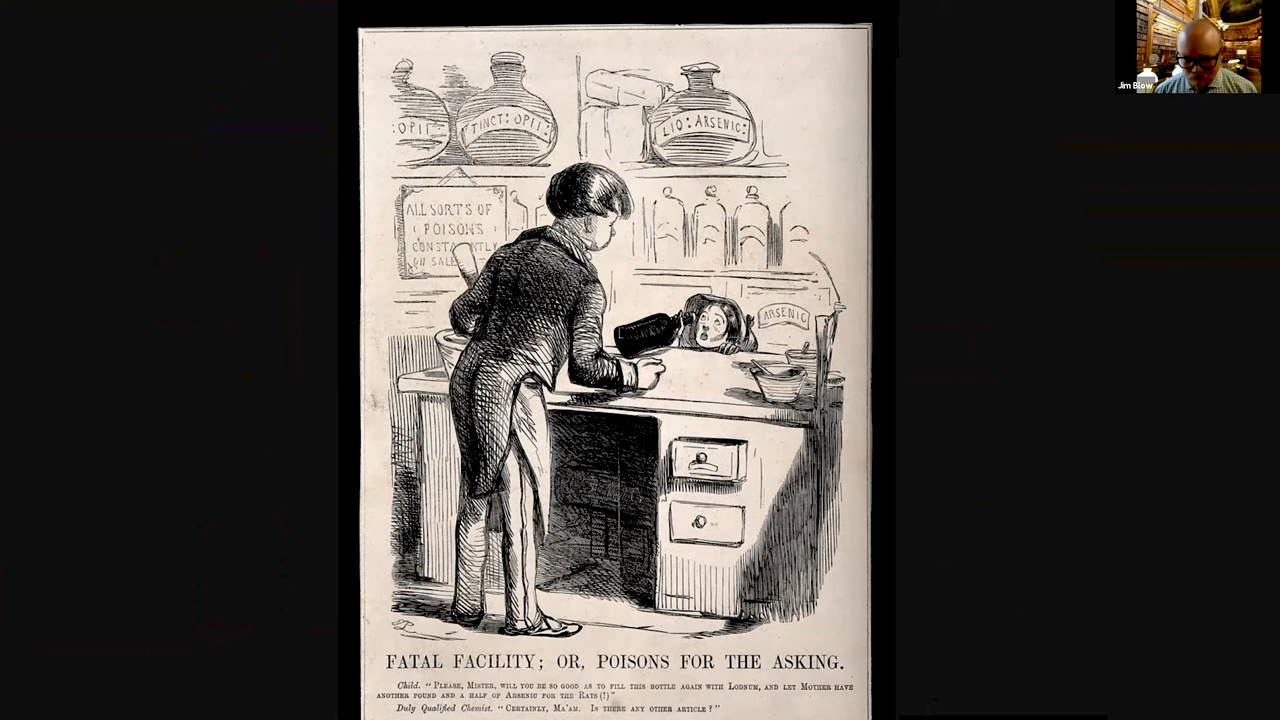 Jim Blow
OPII:
TINCT: OPII:
LIQ: ARSENIC:
ALL SORTS OF
POISONS
CONSTANTLY
ON SALE
ARSENIC
FATAL FACILITY; OR, POISONS FOR THE ASKING.
Child. "Please, Mister, will you be so good as to fill this bottle again with Lodnum, and let Mother have
another pound and a half of Arsenic for the Rats (!)"
Duly Qualified Chemist. "Certainly, Ma'am. Is there any other article?"